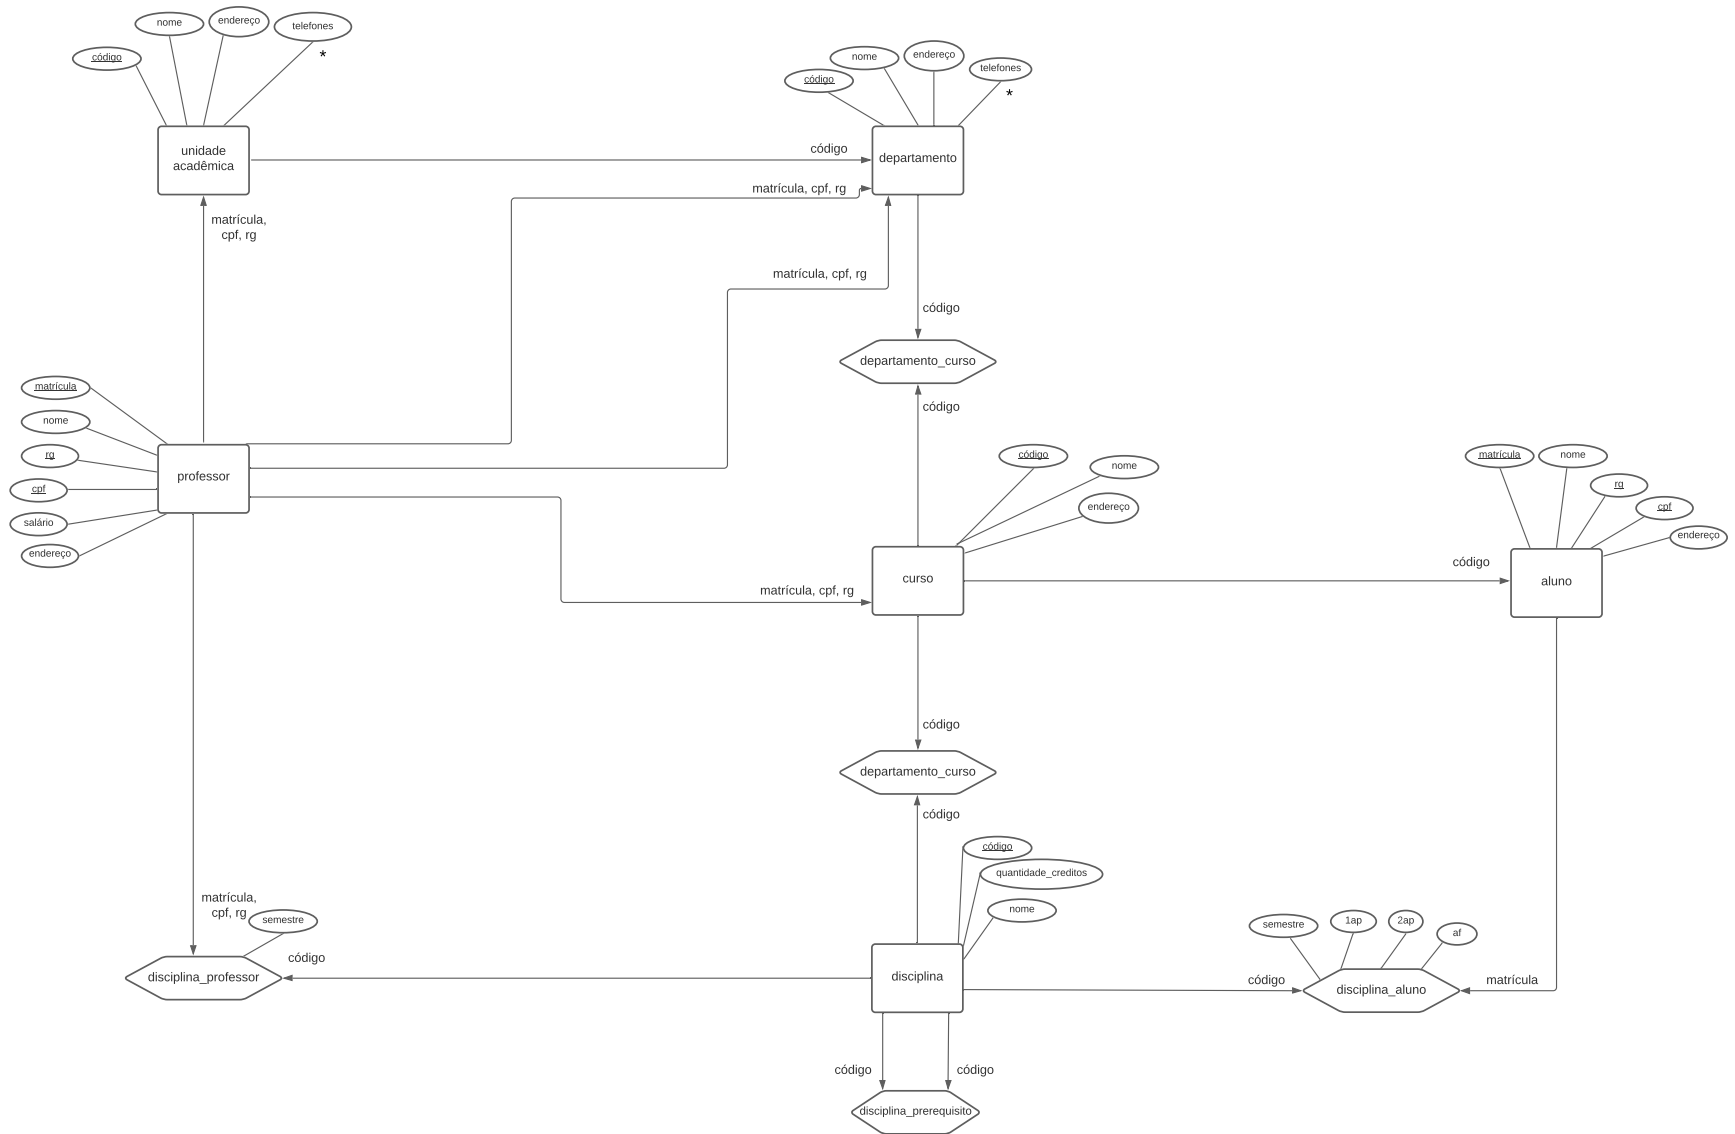 nome
endereço
telefones
código
*
nome
endereço
telefones
código
*
unidade
acadêmica
código
departamento
matrícula, cpf, rg
matrícula,
cpf, rg
matrícula, cpf, rg
código
departamento_curso
código
matrícula
nome
rg
cpf
salário
endereço
professor
código
nome
endereço
matrícula
nome
rg
cpf
endereço
curso
código
aluno
matrícula, cpf, rg
código
departamento_curso
código
código
quantidade_creditos
nome
matrícula,
cpf, rg
semestre
código
disciplina_professor
disciplina
semestre
1ap
2ap
af
código
disciplina_aluno
matrícula
código
código
disciplina_prerequisito